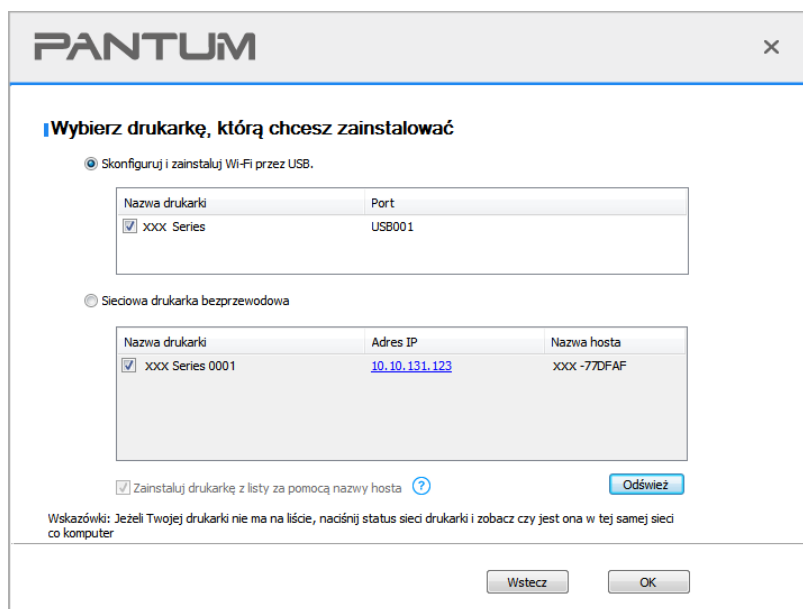 PANTUM
Wybierz drukarkę, którą chcesz zainstalować
Skonfiguruj i zainstaluj Wi-Fi przez USB.
Nazwa drukarki Port
XXX Series USB001
Sieciowa drukarka bezprzewodowa
Nazwa drukarki Adres IP Nazwa hosta
XXX Series 0001 10.10.131.123 XXX -77DFAF
Zainstaluj drukarkę z listy za pomocą nazwy hosta ?
Odśwież
Wskazówki: Jeżeli Twojej drukarki nie ma na liście, naciśnij status sieci drukarki i zobacz czy jest ona w tej samej sieci
co komputer
Wstecz OK